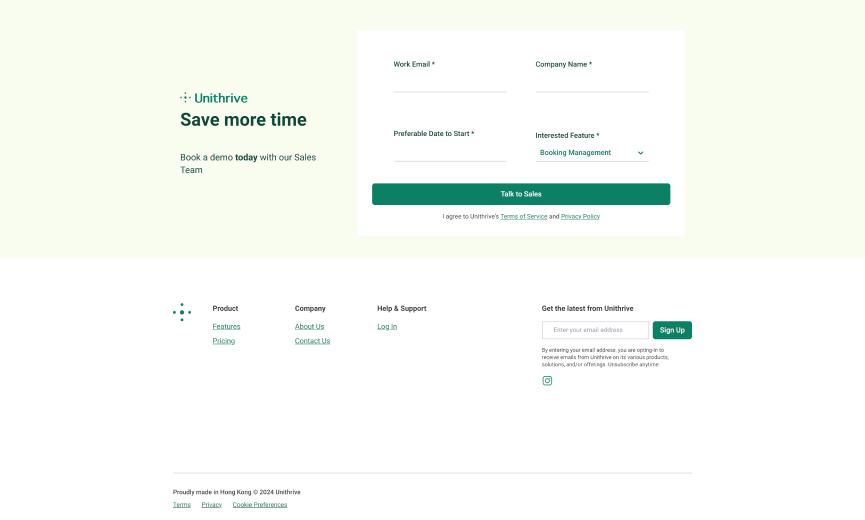 Unithrive
Save more time
Book a demo today with our Sales
Team
Work Email *
Company Name *
Preferable Date to Start *
Interested Feature *
Booking Management
Talk to Sales
I agree to Unithrive's Terms of Service and Privacy Policy
Product
Features
Pricing
Company
About Us
Contact Us
Help & Support
Log In
Get the latest from Unithrive
Enter your email address
Sign Up
By entering your email address, you are opting-in to
receive emails from Unithrive on its various products,
solutions, and/or offerings. Unsubscribe anytime.
Proudly made in Hong Kong © 2024 Unithrive
Terms Privacy Cookie Preferences